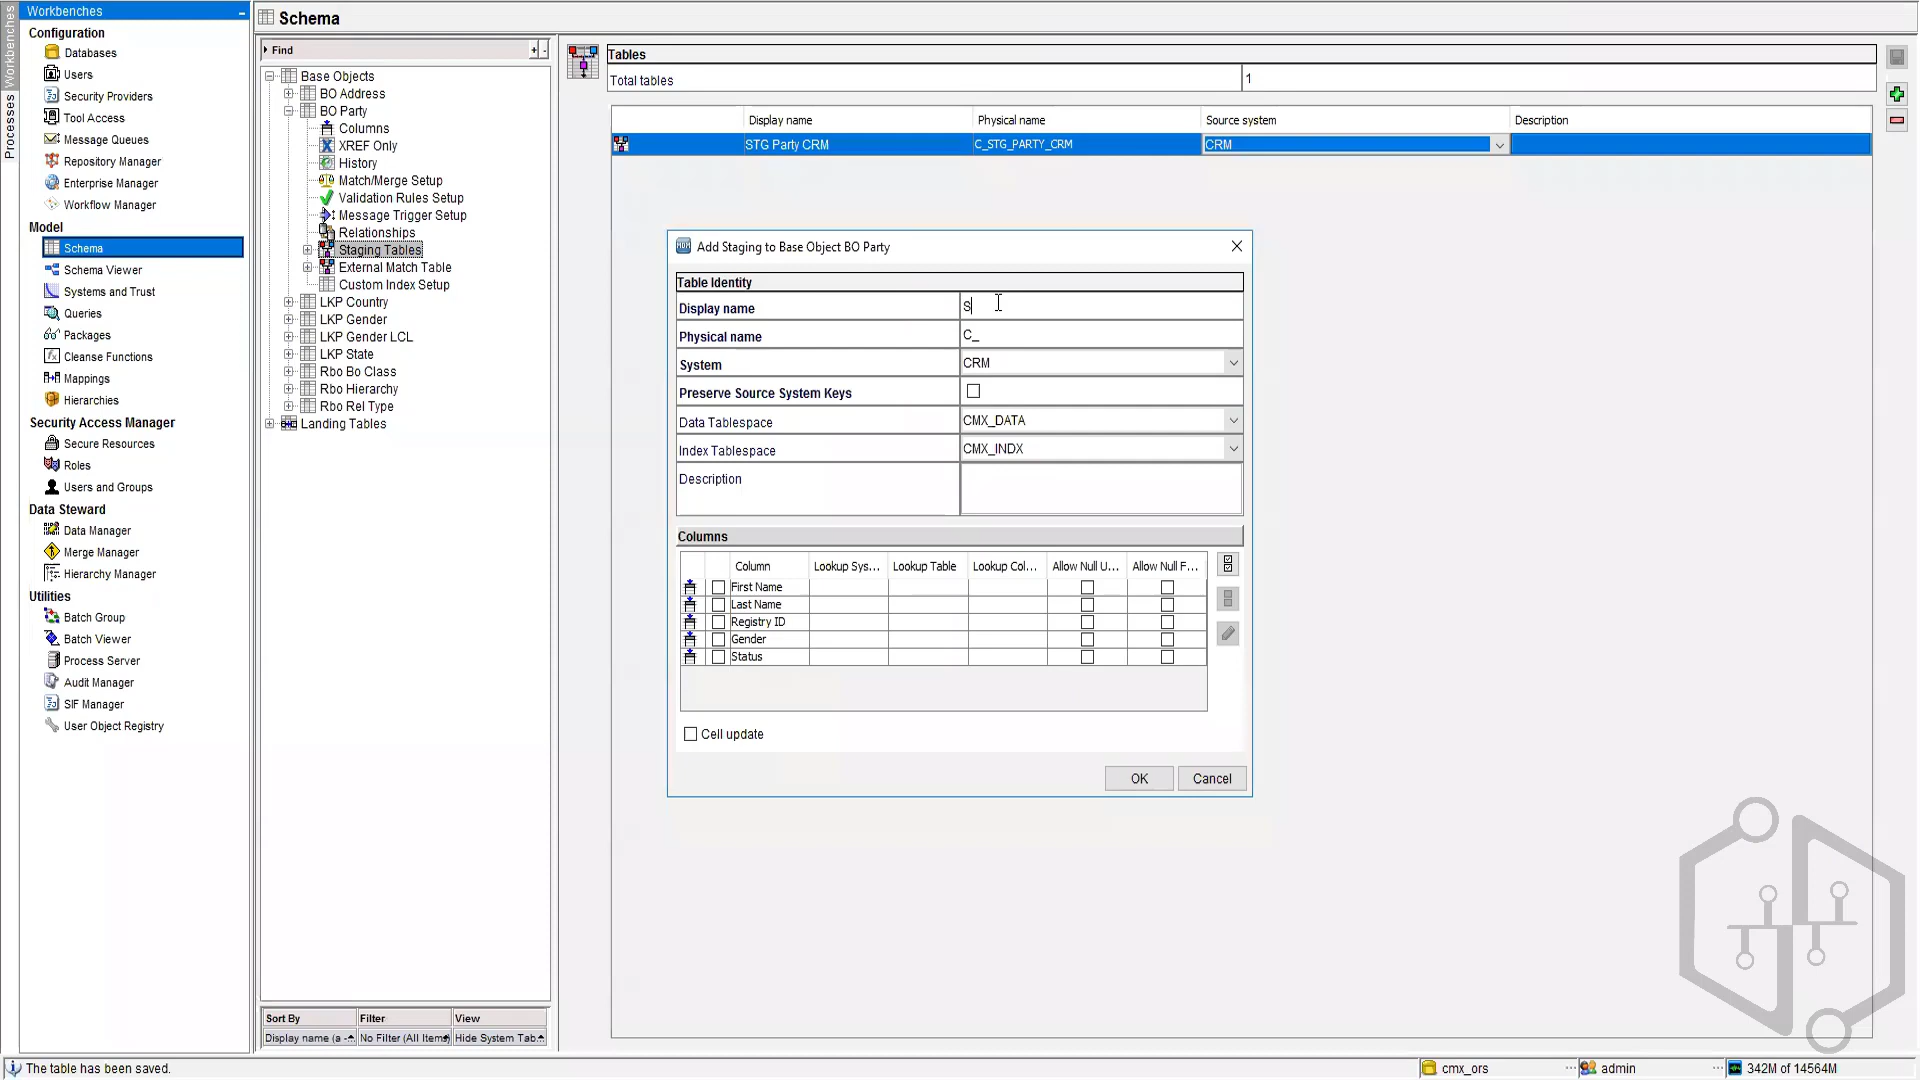 Workbenches
Processes
Workbenches
Configuration
Databases
Users
Security Providers
Tool Access
Message Queues
Repository Manager
Enterprise Manager
Workflow Manager
Model
Schema
Schema Viewer
Systems and Trust
Queries
Packages
Cleanse Functions
Mappings
Hierarchies
Security Access Manager
Secure Resources
Roles
Users and Groups
Data Steward
Data Manager
Merge Manager
Hierarchy Manager
Utilities
Batch Group
Batch Viewer
Process Server
Audit Manager
SIF Manager
User Object Registry
Schema
Find
Base Objects
BO Address
BO Party
Columns
XREF Only
History
Match/Merge Setup
Validation Rules Setup
Message Trigger Setup
Relationships
Staging Tables
External Match Table
Custom Index Setup
LKP Country
LKP Gender
LKP Gender LCL
LKP State
Rbo Bo Class
Rbo Hierarchy
Rbo Rel Type
Landing Tables
Sort By Filter View
Display name (a - No Filter (All Items) Hide System Tab...
Tables
Total tables 1
Display name Physical name Source system Description
STG Party CRM C_STG_PARTY_CRM CRM
Add Staging to Base Object BO Party
Table Identity
Display name S
Physical name C_
System CRM
Preserve Source System Keys
Data Tablespace CMX_DATA
Index Tablespace CMX_INDX
Description
Columns
Column Lookup Sys... Lookup Table Lookup Col... Allow Null U... Allow Null F...
First Name
Last Name
Registry ID
Gender
Status
Cell update
OK Cancel
The table has been saved.
cmx_ors admin 342M of 14564M